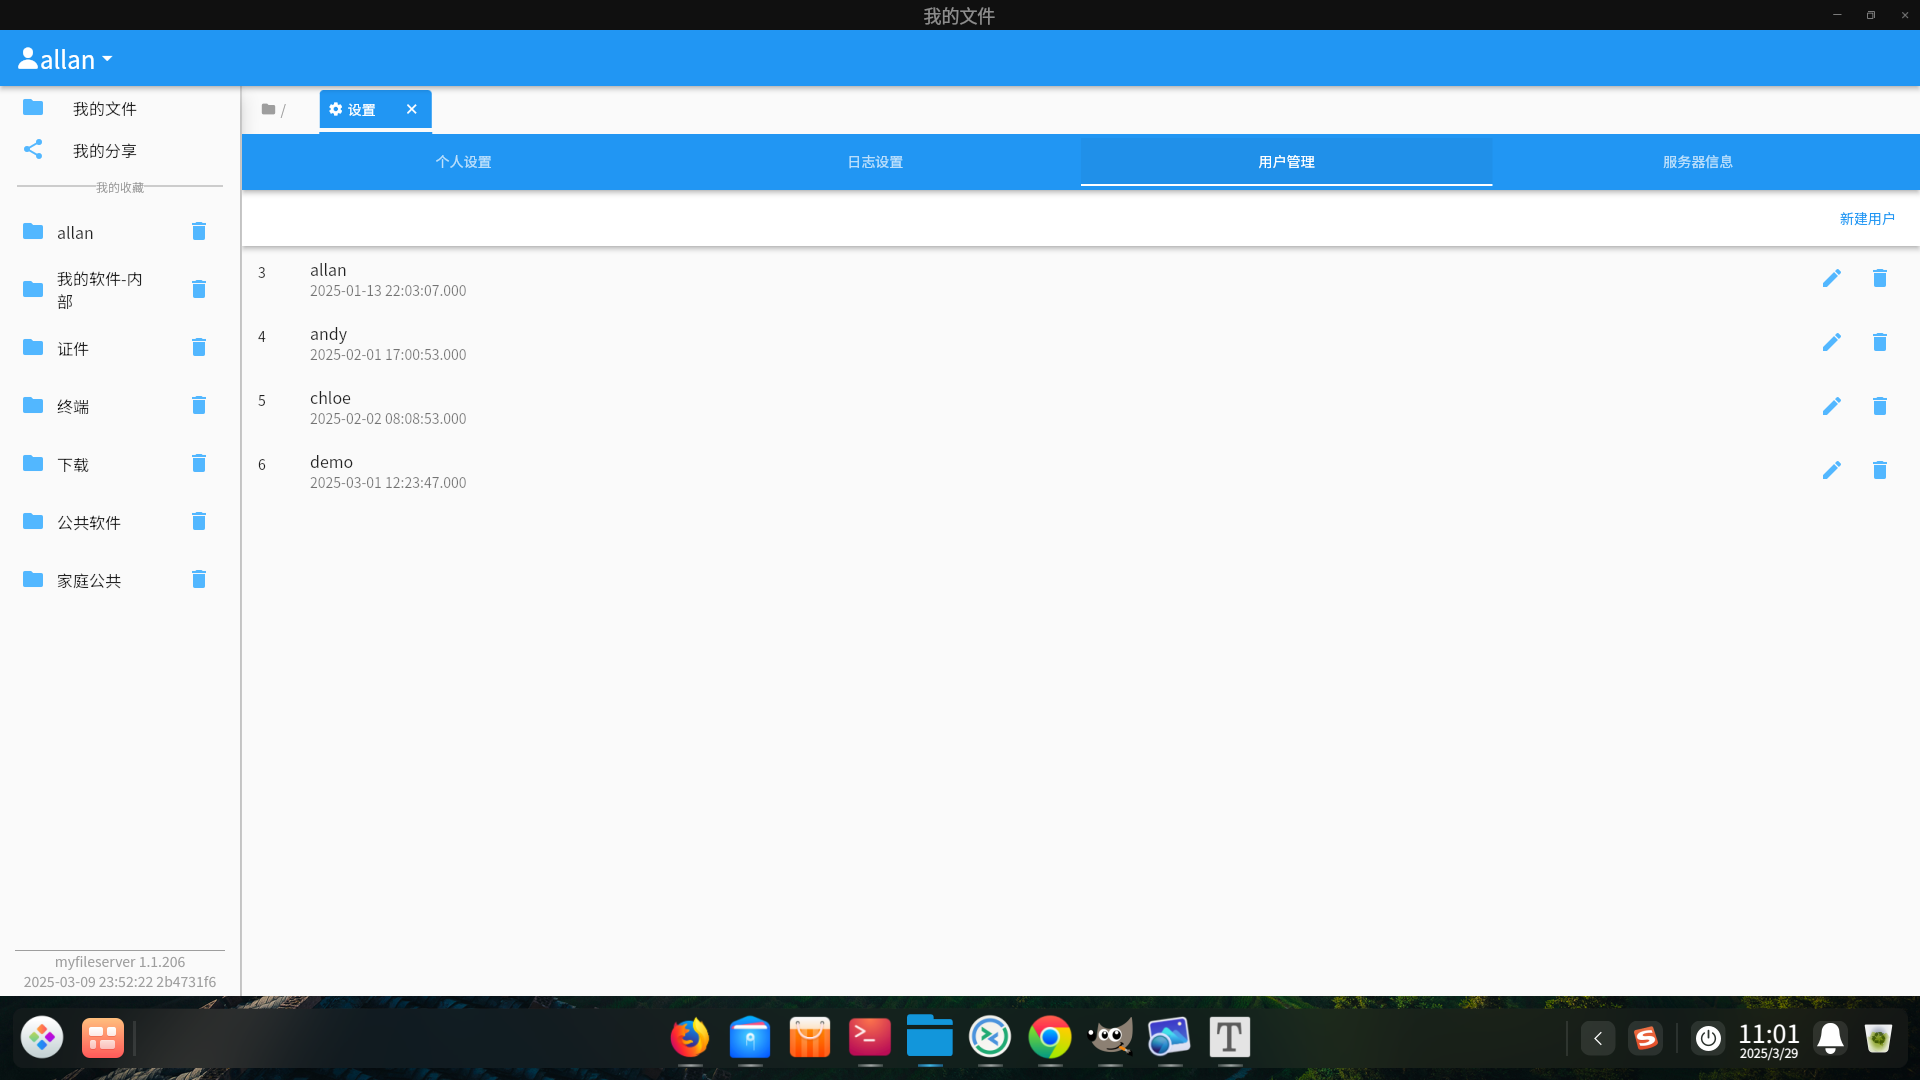 我的文件
allan
我的文件
我的分享
我的收藏
allan
我的软件-内
部
证件
终端
下载
公共软件
家庭公共
myfileserver 1.1.206
2025-03-09 23:52:22 2b4731f6
/
设置
个人设置
日志设置
用户管理
服务器信息
新建用户
3
allan
2025-01-13 22:03:07.000
4
andy
2025-02-01 17:00:53.000
5
chloe
2025-02-02 08:08:53.000
6
demo
2025-03-01 12:23:47.000
11:01
2025/3/29